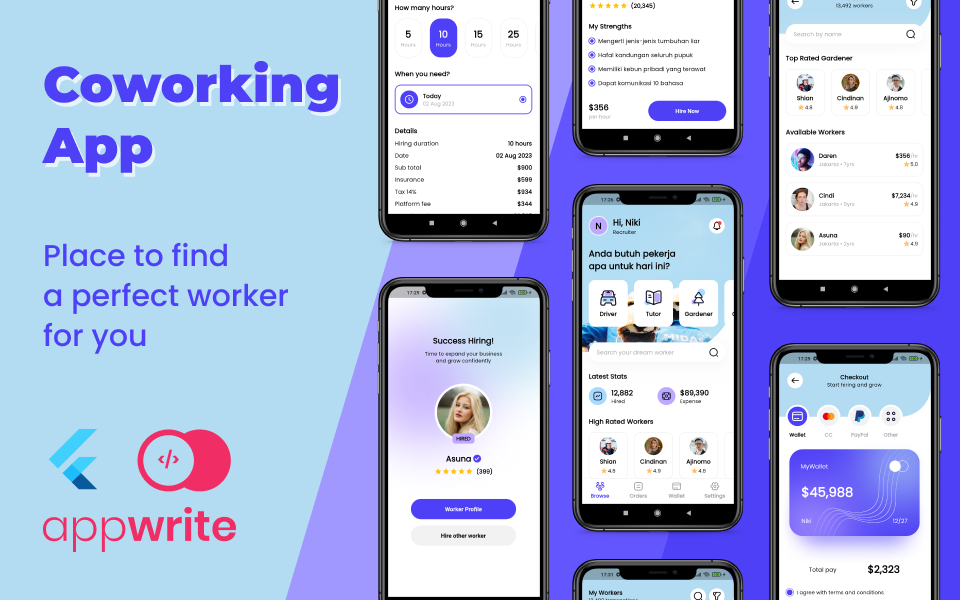 Coworking
App
Place to find
a perfect worker
for you
</>
appwrite
How many hours?
5
Hours
10
Hours
15
Hours
25
Hours
When you need?
Today
02 Aug 2023
Details
Hiring duration 10 hours
Date 02 Aug 2023
Sub total $900
Insurance $599
Tax 14% $934
Platform fee $344
17:29
Success Hiring!
Time to expand your business
and grow confidently
HIRED
Asuna
(399)
Worker Profile
Hire other worker
(20,345)
My Strengths
Mengerti jenis-jenis tumbuhan liar
Hafal kandungan seluruh pupuk
Memiliki kebun pribadi yang terawat
Dapat komunikasi 10 bahasa
$356
per hour
Hire Now
17:26
N
Hi, Niki
Recruiter
Anda butuh pekerja
apa untuk hari ini?
Driver
Tutor
Gardener
MIDAS
Search your dream worker
Latest Stats
12,882
Hired
$89,390
Expense
High Rated Workers
Shian
4.8
Cindinan
4.9
Ajinomo
4.8
Browse
Orders
Wallet
Settings
17:31
My Workers
13,492 workers
Search by name
Top Rated Gardener
Shian
4.8
Cindinan
4.9
Ajinomo
4.8
Available Workers
Daren $356/hr
Jakarta • 7yrs 5.0
Cindi $7,234/hr
Jakarta • 0yrs 4.9
Asuna $90/hr
Jakarta • 2yrs 4.9
17:29
Checkout
Start hiring and grow
Wallet
CC
PayPal
Other
MyWallet
$45,988
Niki 12/27
Total pay $2,323
I agree with terms and conditions